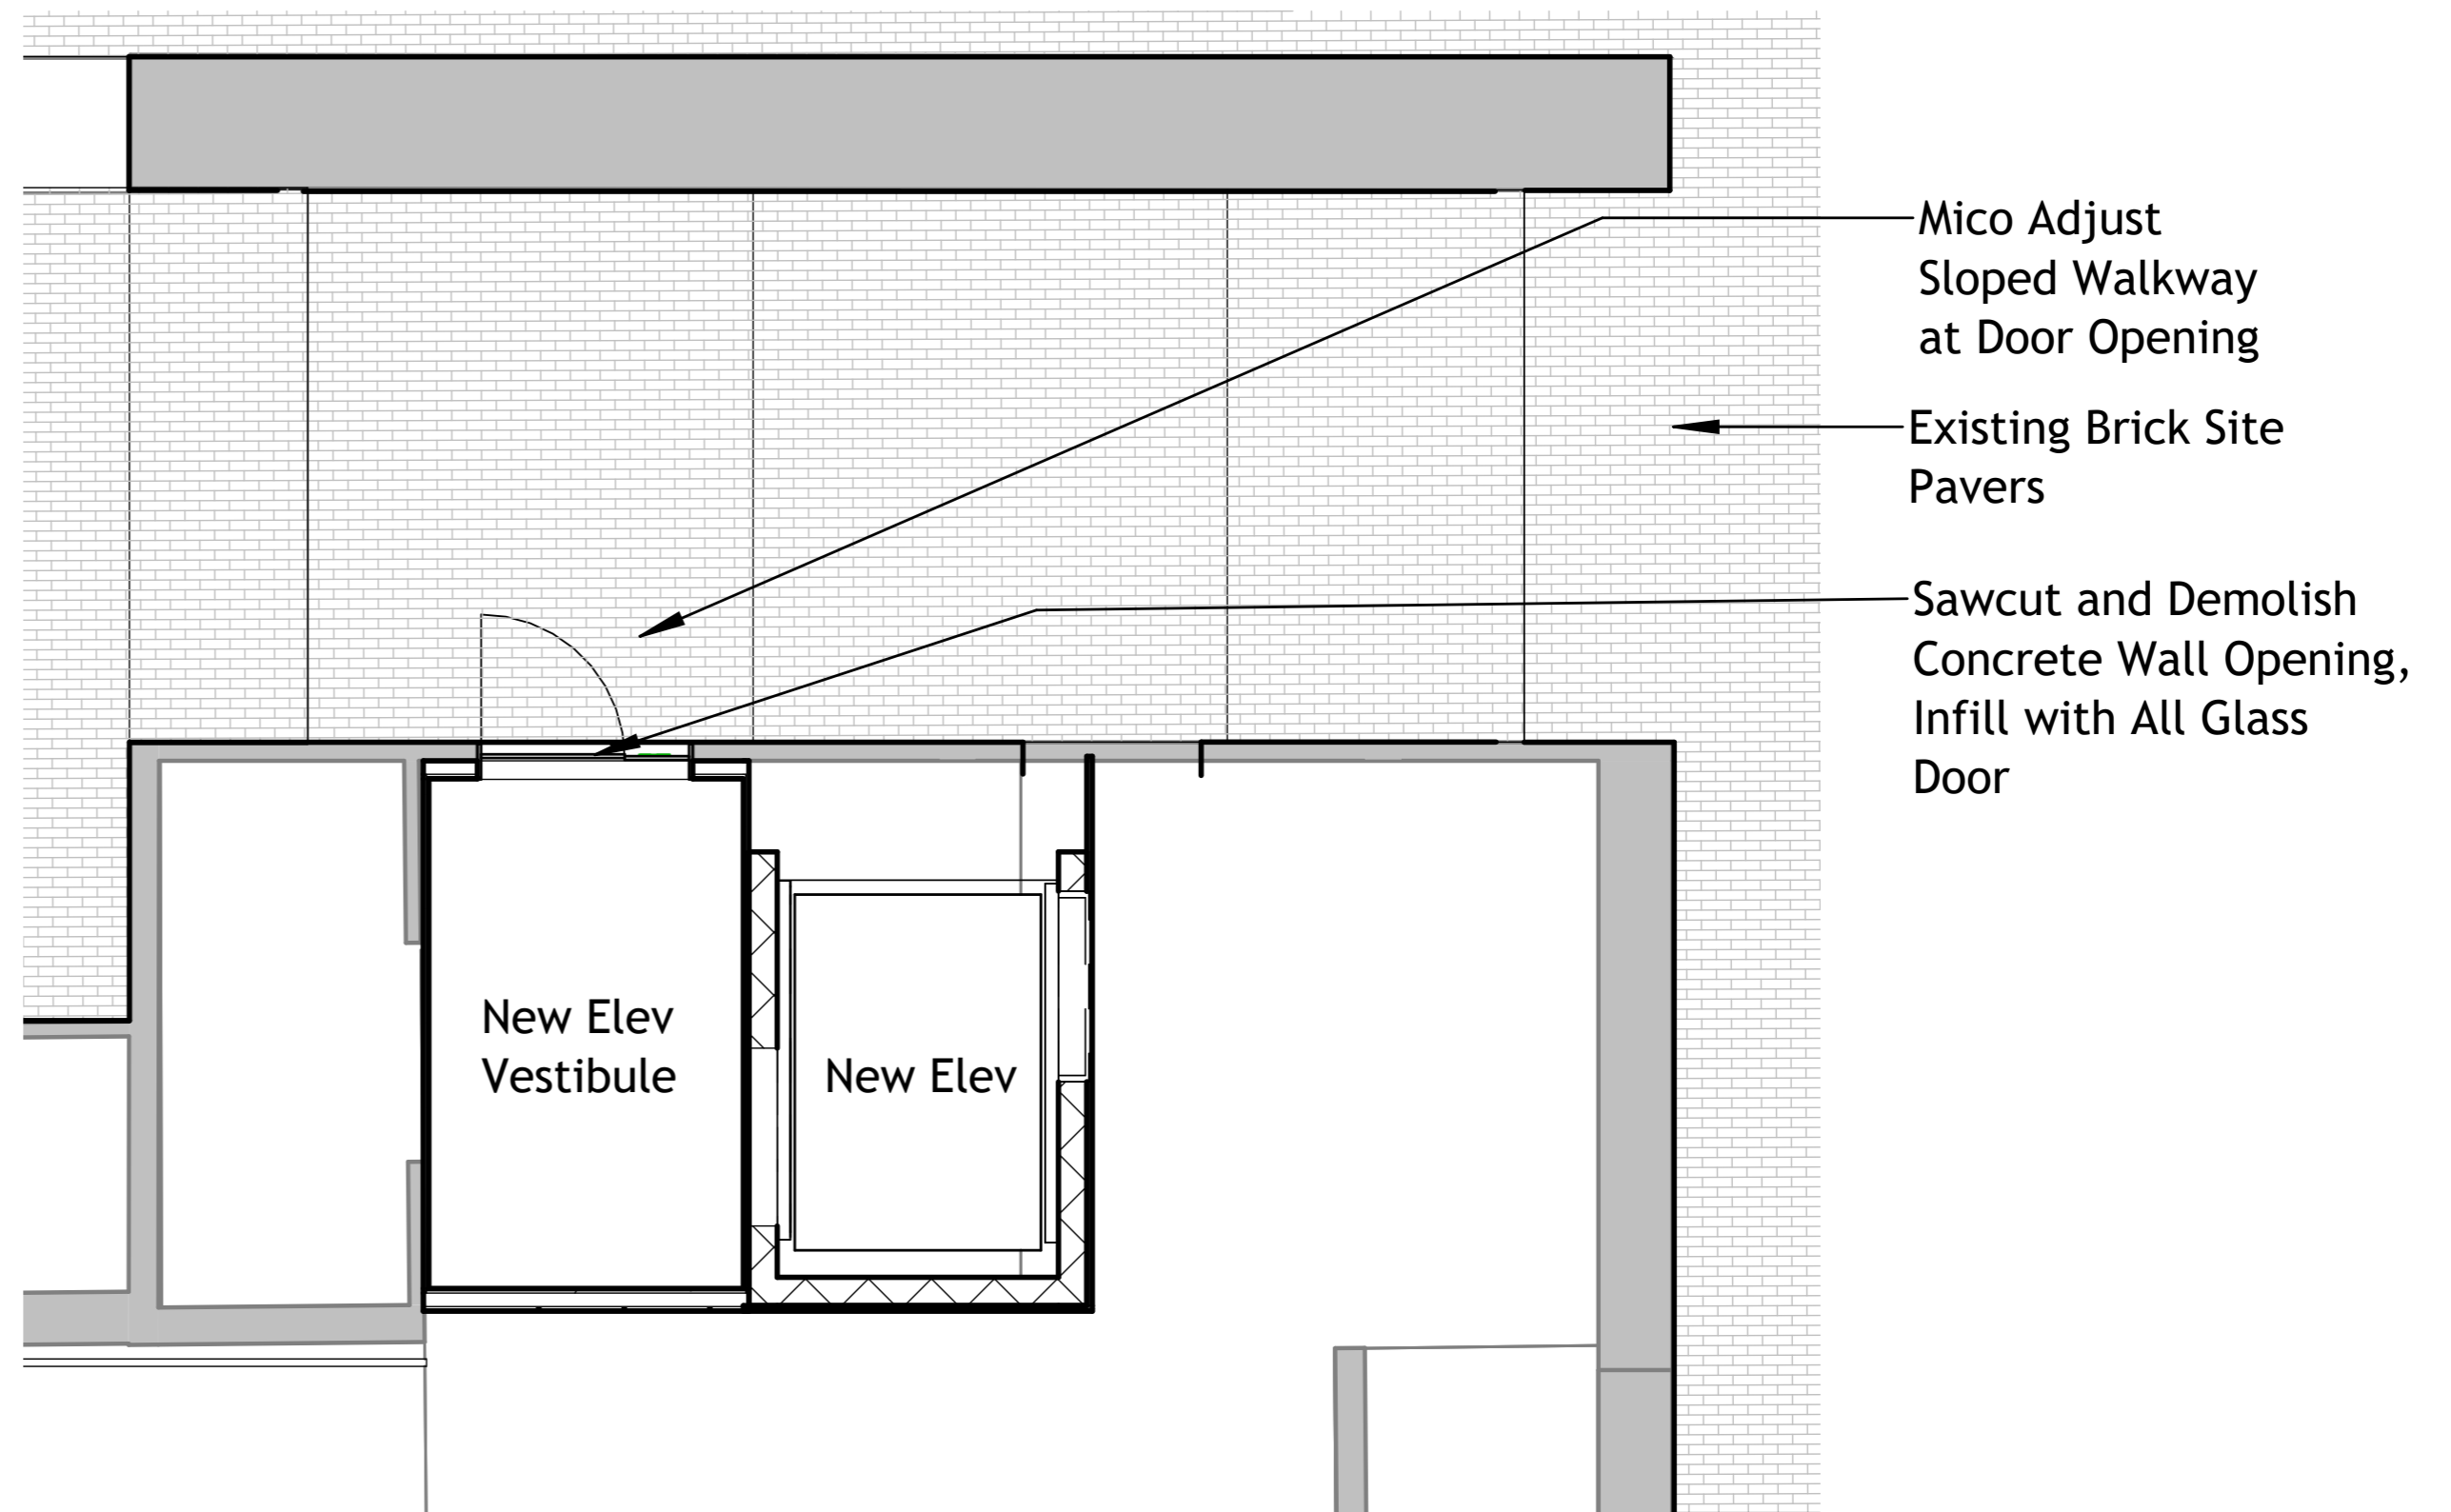 Mico Adjust
Sloped Walkway
at Door Opening
Existing Brick Site
Pavers
Sawcut and Demolish
Concrete Wall Opening,
Infill with All Glass
Door
New Elev
Vestibule
New Elev